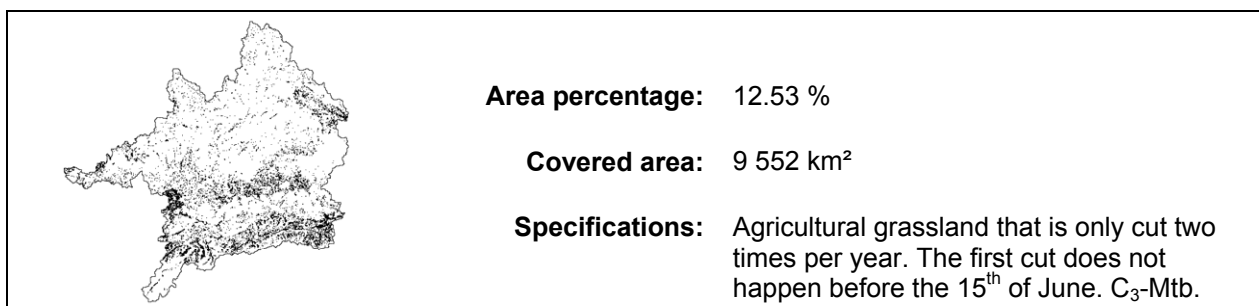 Area percentage: 12.53 %
Covered area: 9 552 km²
Specifications: Agricultural grassland that is only cut two
times per year. The first cut does not
happen before the 15th of June. C₃-Mtb.